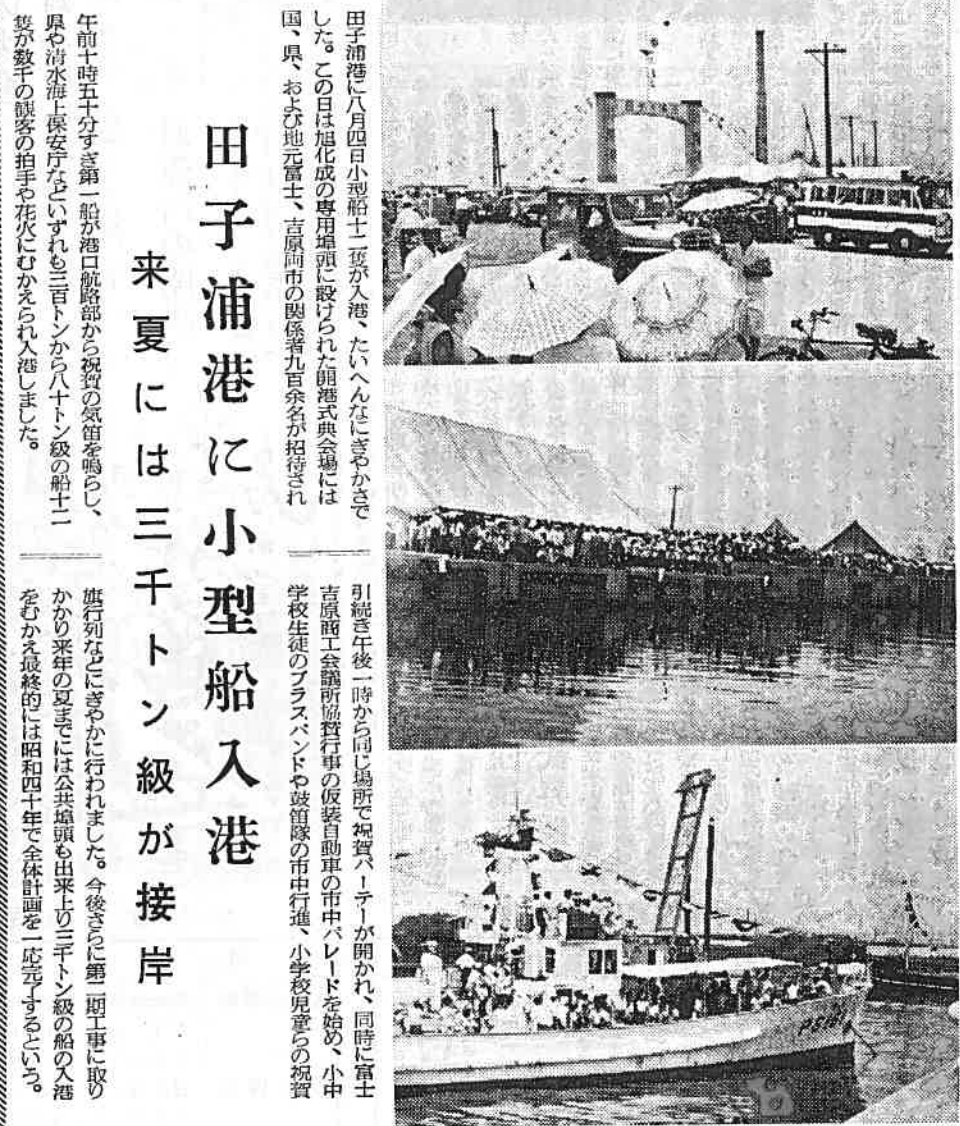 田子浦港に小型船入港
来夏には三千トン級が接岸
田子浦港に八月四日小型船十二隻が入港、たいへんなにぎやかさで
した。この日は旭化成の専用埠頭に設けられた開港式典会場には
国、県、および地元富士、吉原両市の関係者九百余名が招待され
午前十時五十分すぎ第一船が港口航路部から祝賀の気笛を鳴らし、
県や清水海上保安庁などいずれも三百トンから八十トン級の船十二
隻が数千の観客の拍手や花火にむかえられ入港しました。
引続き午後一時から同じ場所で祝賀パーテーが開かれ、同時に富士
吉原商工会議所協賛行事の仮装自動車の市中パレードを始め、小中
学校生徒のブラスバンドや鼓笛隊の市中行進、小学校児童らの祝賀
旗行列などにぎやかに行われました。今後さらに第二期工事に取り
かかり来年の夏までには公共埠頭も出来上り三千トン級の船の入港
をむかえ最終的には昭和四十年で全体計画を一応完了するという。